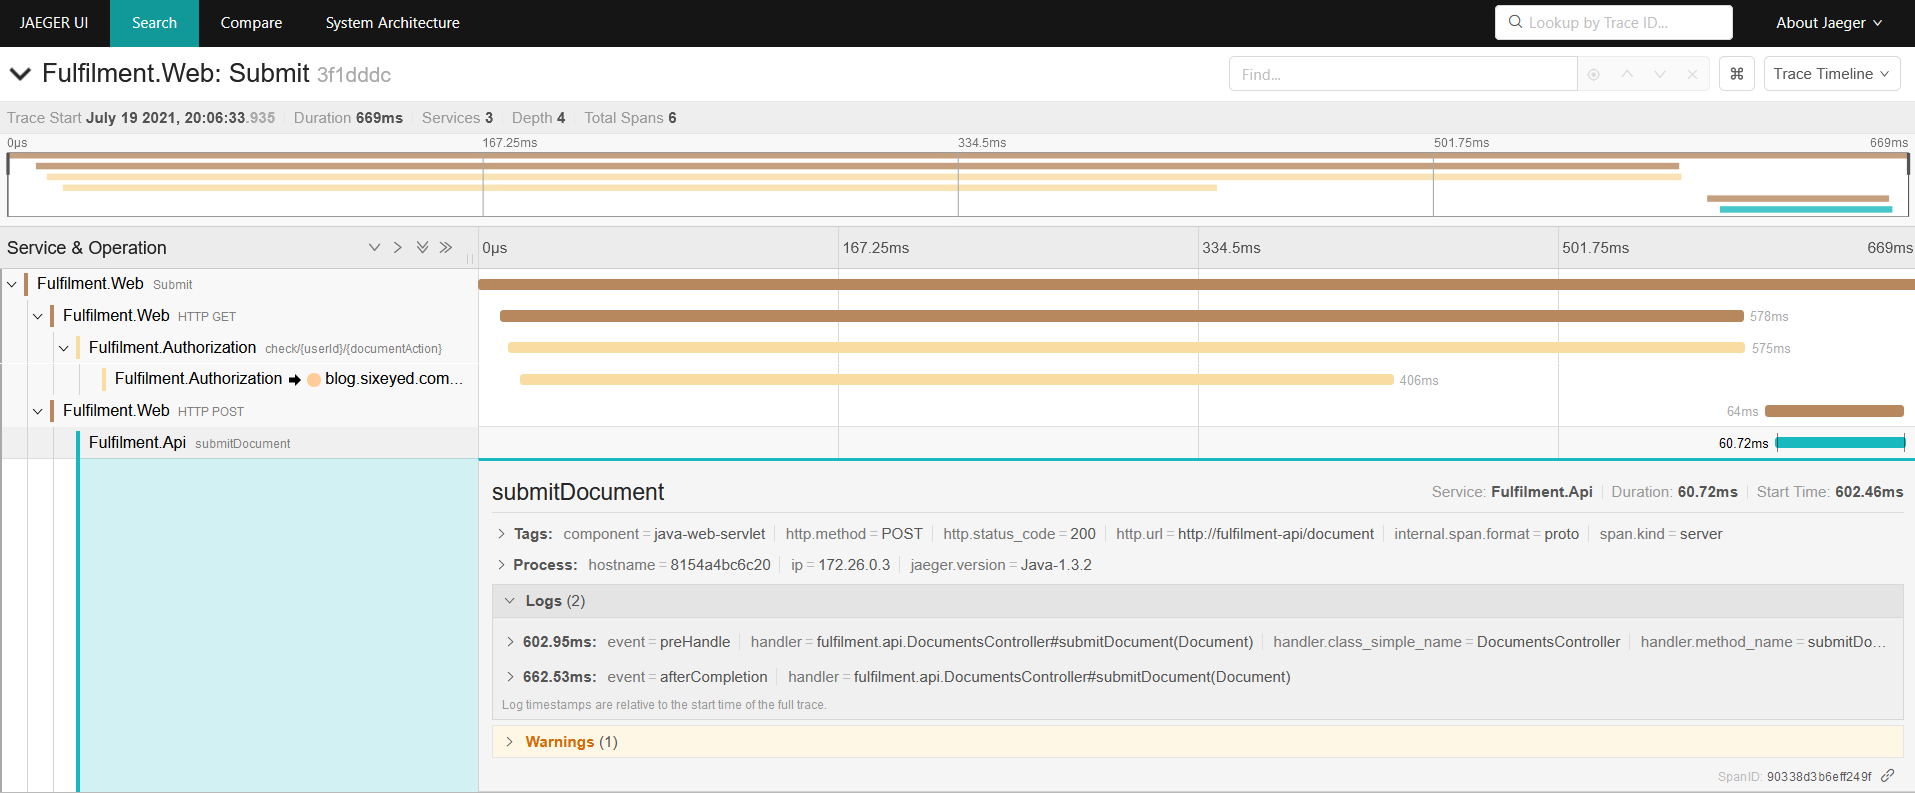 JAEGER UI Search Compare System Architecture Lookup by Trace ID... About Jaeger
Fulfilment.Web: Submit 3f1dddc Find... ⌘ Trace Timeline
Trace Start July 19 2021, 20:06:33.935 Duration 669ms Services 3 Depth 4 Total Spans 6
0μs 167.25ms 334.5ms 501.75ms 669ms
Service & Operation 0μs 167.25ms 334.5ms 501.75ms 669ms
Fulfilment.Web Submit
Fulfilment.Web HTTP GET 578ms
Fulfilment.Authorization check/{userId}/{documentAction} 575ms
Fulfilment.Authorization blog.sixeyed.com... 406ms
Fulfilment.Web HTTP POST 64ms
Fulfilment.Api submitDocument 60.72ms
submitDocument Service: Fulfilment.Api Duration: 60.72ms Start Time: 602.46ms
Tags: component = java-web-servlet http.method = POST http.status_code = 200 http.url = http://fulfilment-api/document internal.span.format = proto span.kind = server
Process: hostname = 8154a4bc6c20 ip = 172.26.0.3 jaeger.version = Java-1.3.2
Logs (2)
602.95ms: event = preHandle handler = fulfilment.api.DocumentsController#submitDocument(Document) handler.class_simple_name = DocumentsController handler.method_name = submitDo...
662.53ms: event = afterCompletion handler = fulfilment.api.DocumentsController#submitDocument(Document)
Log timestamps are relative to the start time of the full trace.
Warnings (1)
SpanID: 90338d3b6eff249f